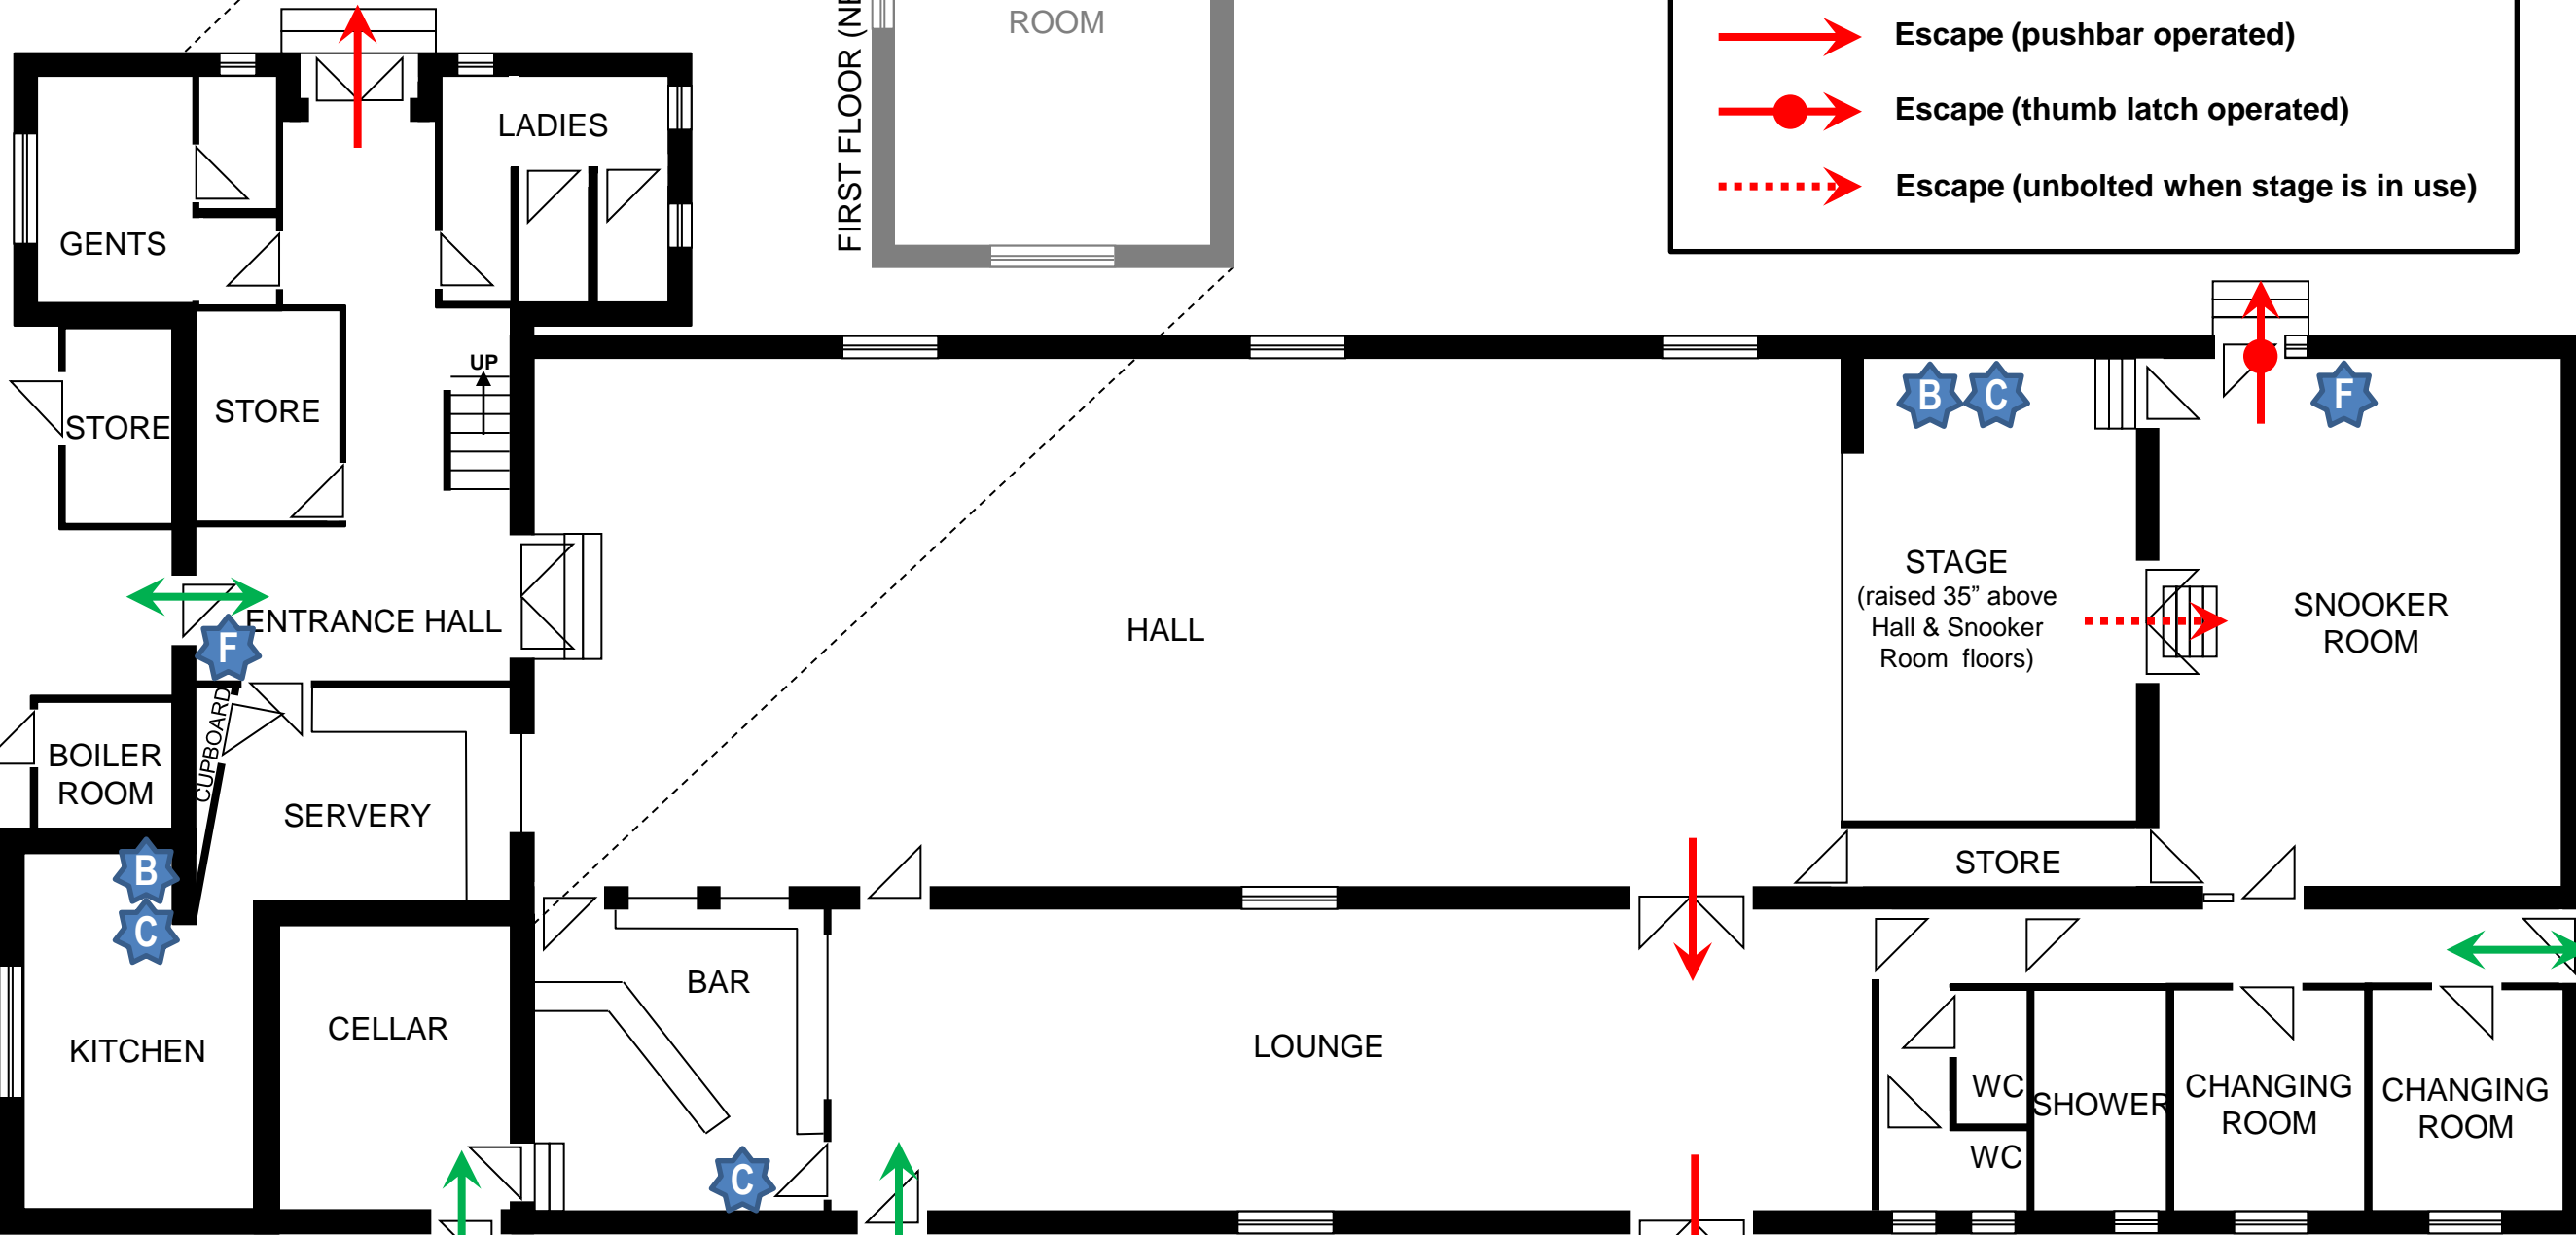 ROOM
FIRST FLOOR (NE
Escape (pushbar operated)
Escape (thumb latch operated)
Escape (unbolted when stage is in use)
LADIES
GENTS
UP
STORE
STORE
B
C
F
STAGE
(raised 35” above
Hall & Snooker
Room floors)
SNOOKER
ROOM
ENTRANCE HALL
HALL
F
CUPBOARD
BOILER
ROOM
SERVERY
STORE
B
C
BAR
CELLAR
KITCHEN
LOUNGE
C
WC
WC
SHOWER
CHANGING
ROOM
CHANGING
ROOM